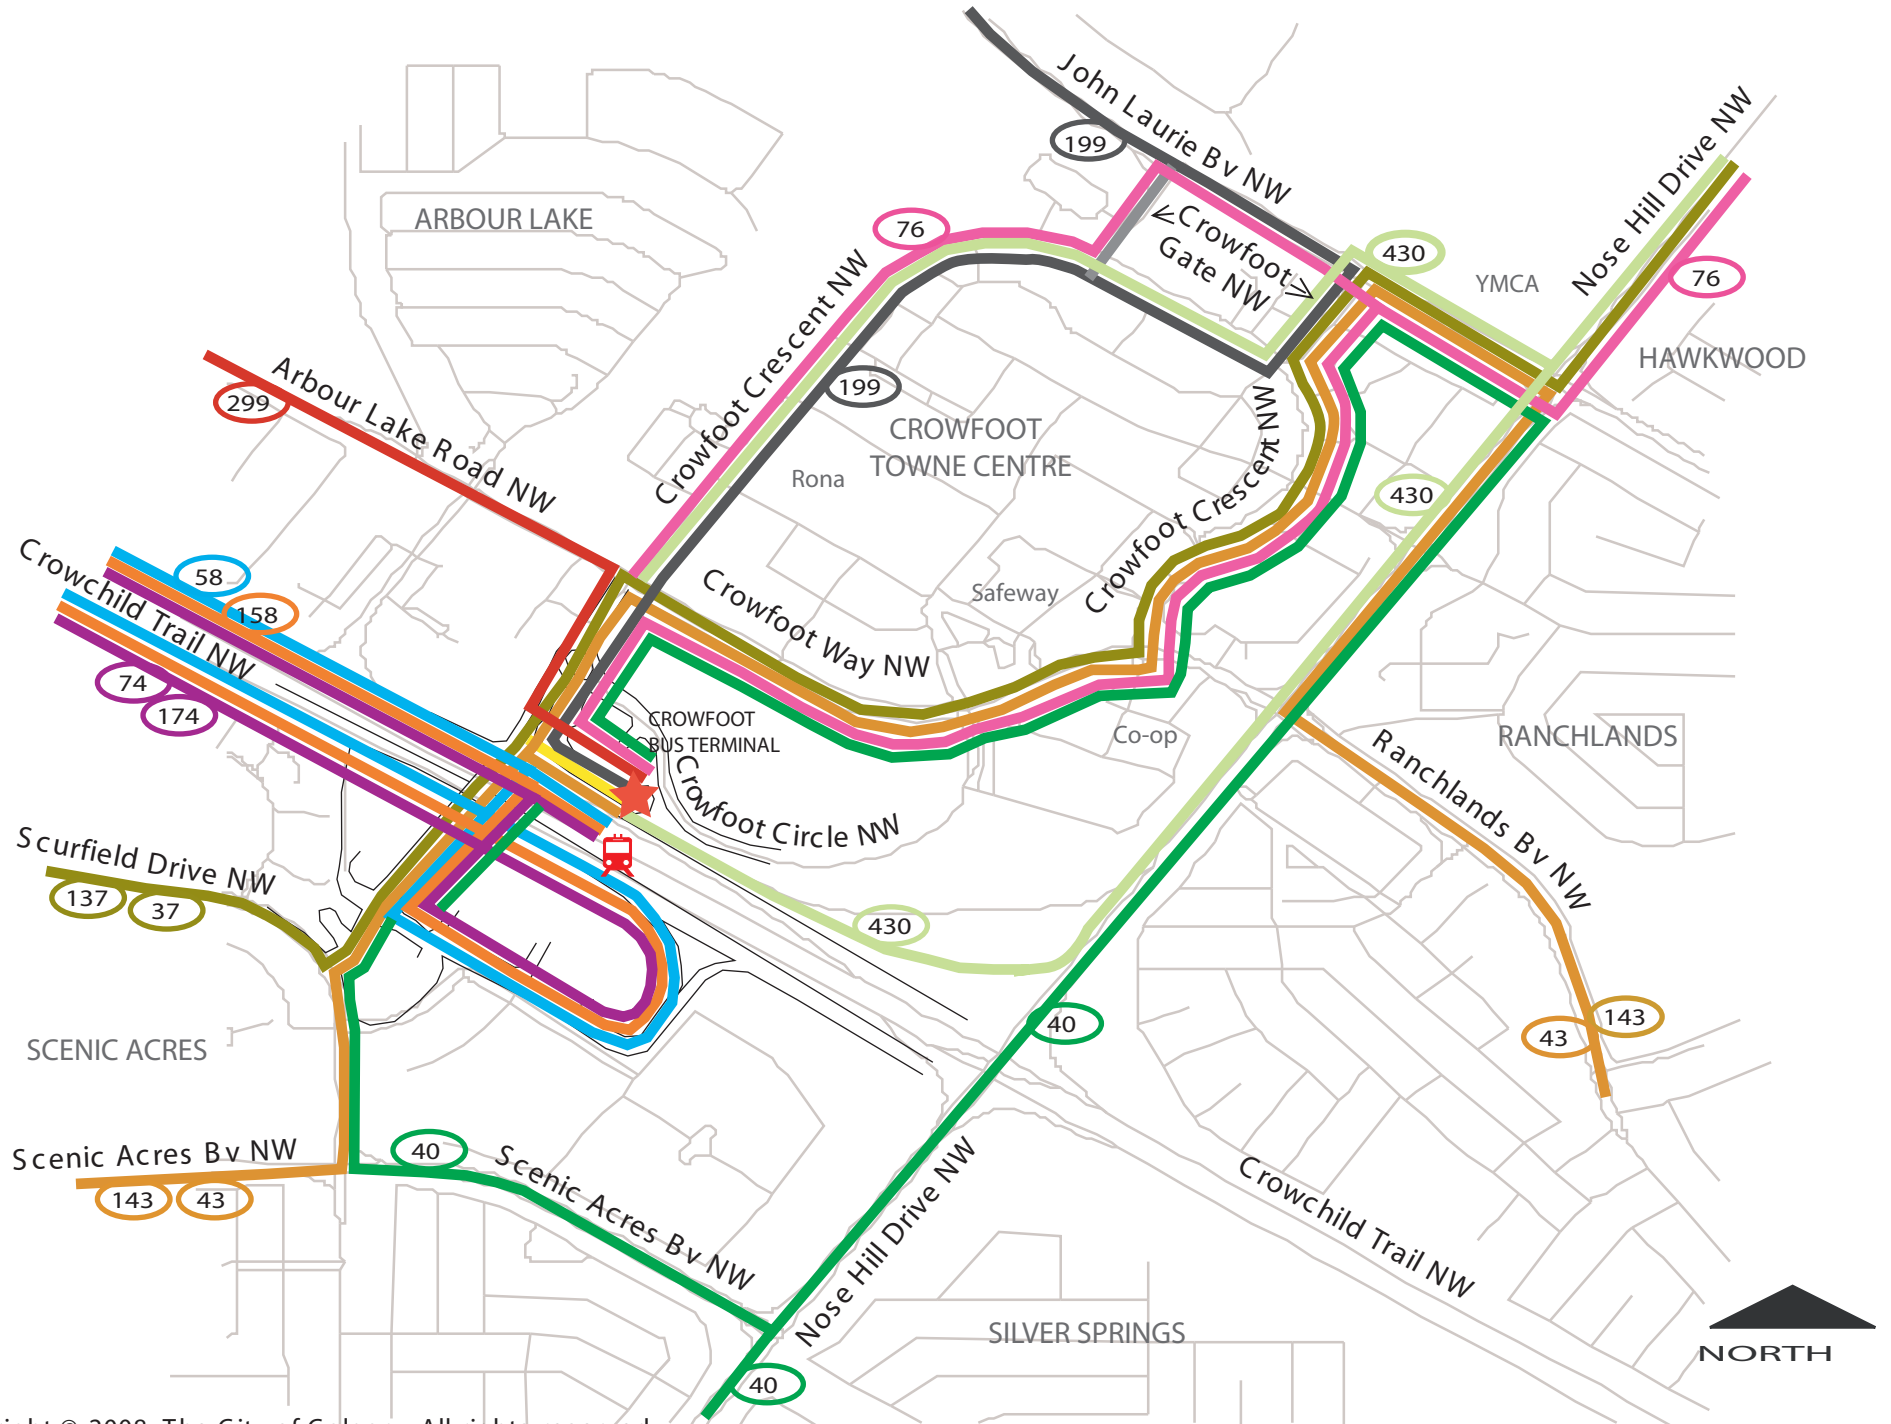 John Laurie Bv NW
199
Nose Hill Drive NW
ARBOUR LAKE
76
Crowfoot
Gate NW
430
YMCA
76
HAWKWOOD
Arbour Lake Road NW
299
Crowfoot Crescent NW
199
CROWFOOT
TOWNE CENTRE
Rona
Crowfoot Crescent NW
430
Crowchild Trail NW
58
158
Crowfoot Way NW
Safeway
74
174
CROWFOOT
BUS TERMINAL
Co-op
RANCHLANDS
Ranchlands Bv NW
Crowfoot Circle NW
Scurfield Drive NW
137
37
430
40
43
143
SCENIC ACRES
Scenic Acres Bv NW
143
43
40
Scenic Acres Bv NW
Nose Hill Drive NW
Crowchild Trail NW
SILVER SPRINGS
NORTH
40
© 2008